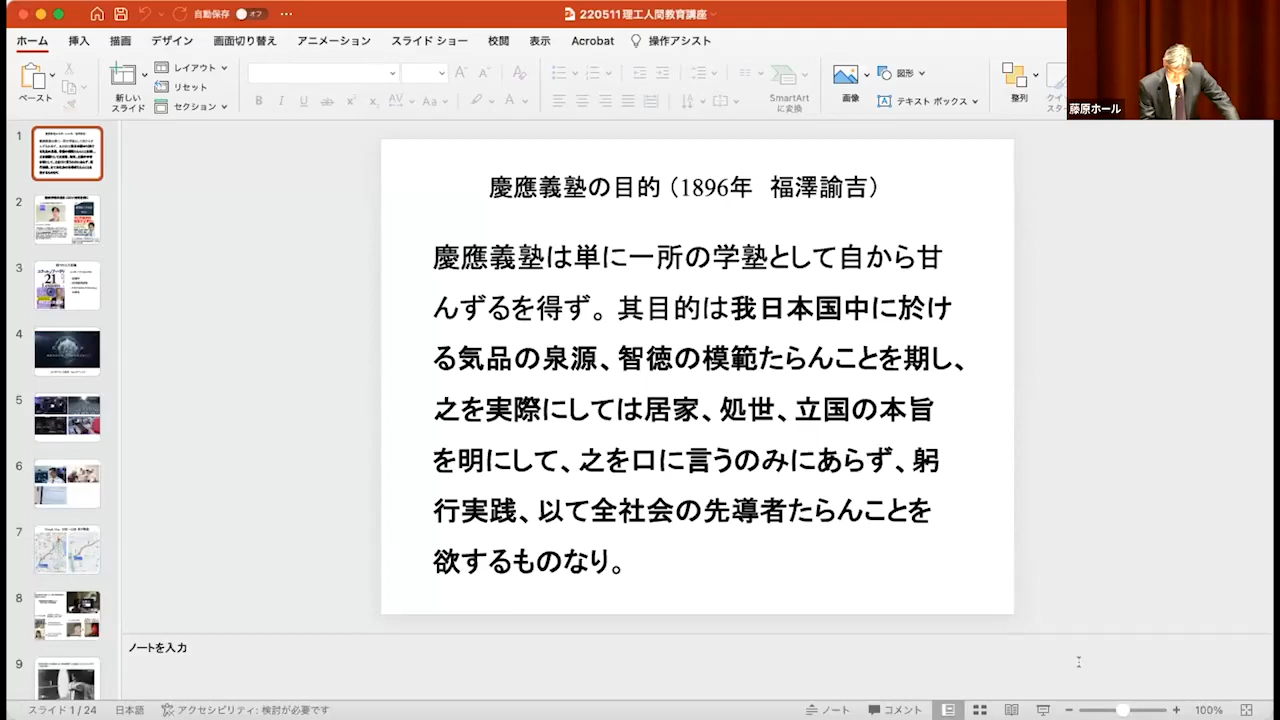 自動保存 オフ
220511理工人間教育講座
ホーム 挿入 描画 デザイン 画面切り替え アニメーション スライド ショー 校閲 表示 Acrobat 操作アシスト
ペースト
新しい
スライド
レイアウト
リセット
セクション
SmartArt
に変換
画像
図形
テキスト ボックス
整列
藤原ホール
慶應義塾の目的（1896年 福澤諭吉）
慶應義塾は単に一所の学塾として自から甘
んずるを得ず。其目的は我日本国中に於け
る気品の泉源、智徳の模範たらんことを期し、
之を実際にしては居家、処世、立国の本旨
を明にして、之を口に言うのみにあらず、躬
行実践、以て全社会の先導者たらんことを
欲するものなり。
1
2
3
21
Lessons
4
5
6
7
8
9
ノートを入力
スライド 1 / 24 日本語 アクセシビリティ: 検討が必要です
ノート コメント 100%